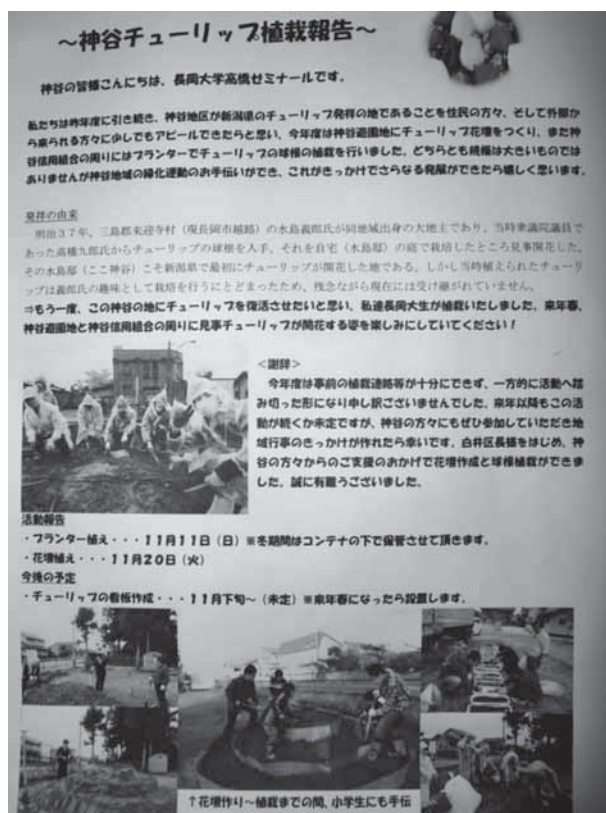 ～神谷チューリップ植栽報告～
神谷の皆様こんにちは、長岡大学高橋ゼミナールです。
私たちは昨年度に引き続き、神谷地区が新潟県のチューリップ発祥の地であることを住民の方々、そして外部か
ら来られる方々に少しでもアピールできたらと思い、今年度は神谷遊園地にチューリップ花壇をつくり、また神
谷信用組合の周りにはプランターでチューリップの球根の植栽を行いました。どちらとも規模は大きいものでは
ありませんが神谷地域の緑化運動のお手伝いができ、これがきっかけでさらなる発展ができたら嬉しく思います。
発祥の由来
明治３７年、三島郡来迎寺村（現長岡市越路）の水島義郎氏が同地域出身の大地主であり、当時衆議院議員で
あった高橋九郎氏からチューリップの球根を入手、それを自宅（水島邸）の庭で栽培したところ見事開花した。
その水島邸（ここ神谷）こそ新潟県で最初にチューリップが開花した地である。しかし当時植えられたチューリ
ップは義郎氏の趣味として栽培を行うにとどまったため、残念ながら現在には受け継がれていません。
⇒もう一度、この神谷の地にチューリップを復活させたいと思い、私達長岡大生が植栽いたしました。来年春、
神谷遊園地と神谷信用組合の周りに見事チューリップが開花する姿を楽しみにしていてください！
＜謝辞＞
今年度は事前の植栽連絡等が十分にできず、一方的に活動へ踏
み切った形になり申し訳ございませんでした。来年以降もこの活
動が続くか未定ですが、神谷の方々にもぜひ参加していただき地
域行事のきっかけが作れたら幸いです。白井区長様をはじめ、神
谷の方々からのご支援のおかげで花壇作成と球根植栽ができま
した。誠に有難うございました。
活動報告
・プランター植え・・・１１月１１日（日）※冬期間はコンテナの下で保管させて頂きます。
・花壇植え・・・１１月２０日（火）
今後の予定
・チューリップの看板作成・・・１１月下旬～（未定）※来年春になったら設置します。
↑花壇作り～植栽までの間、小学生にも手伝